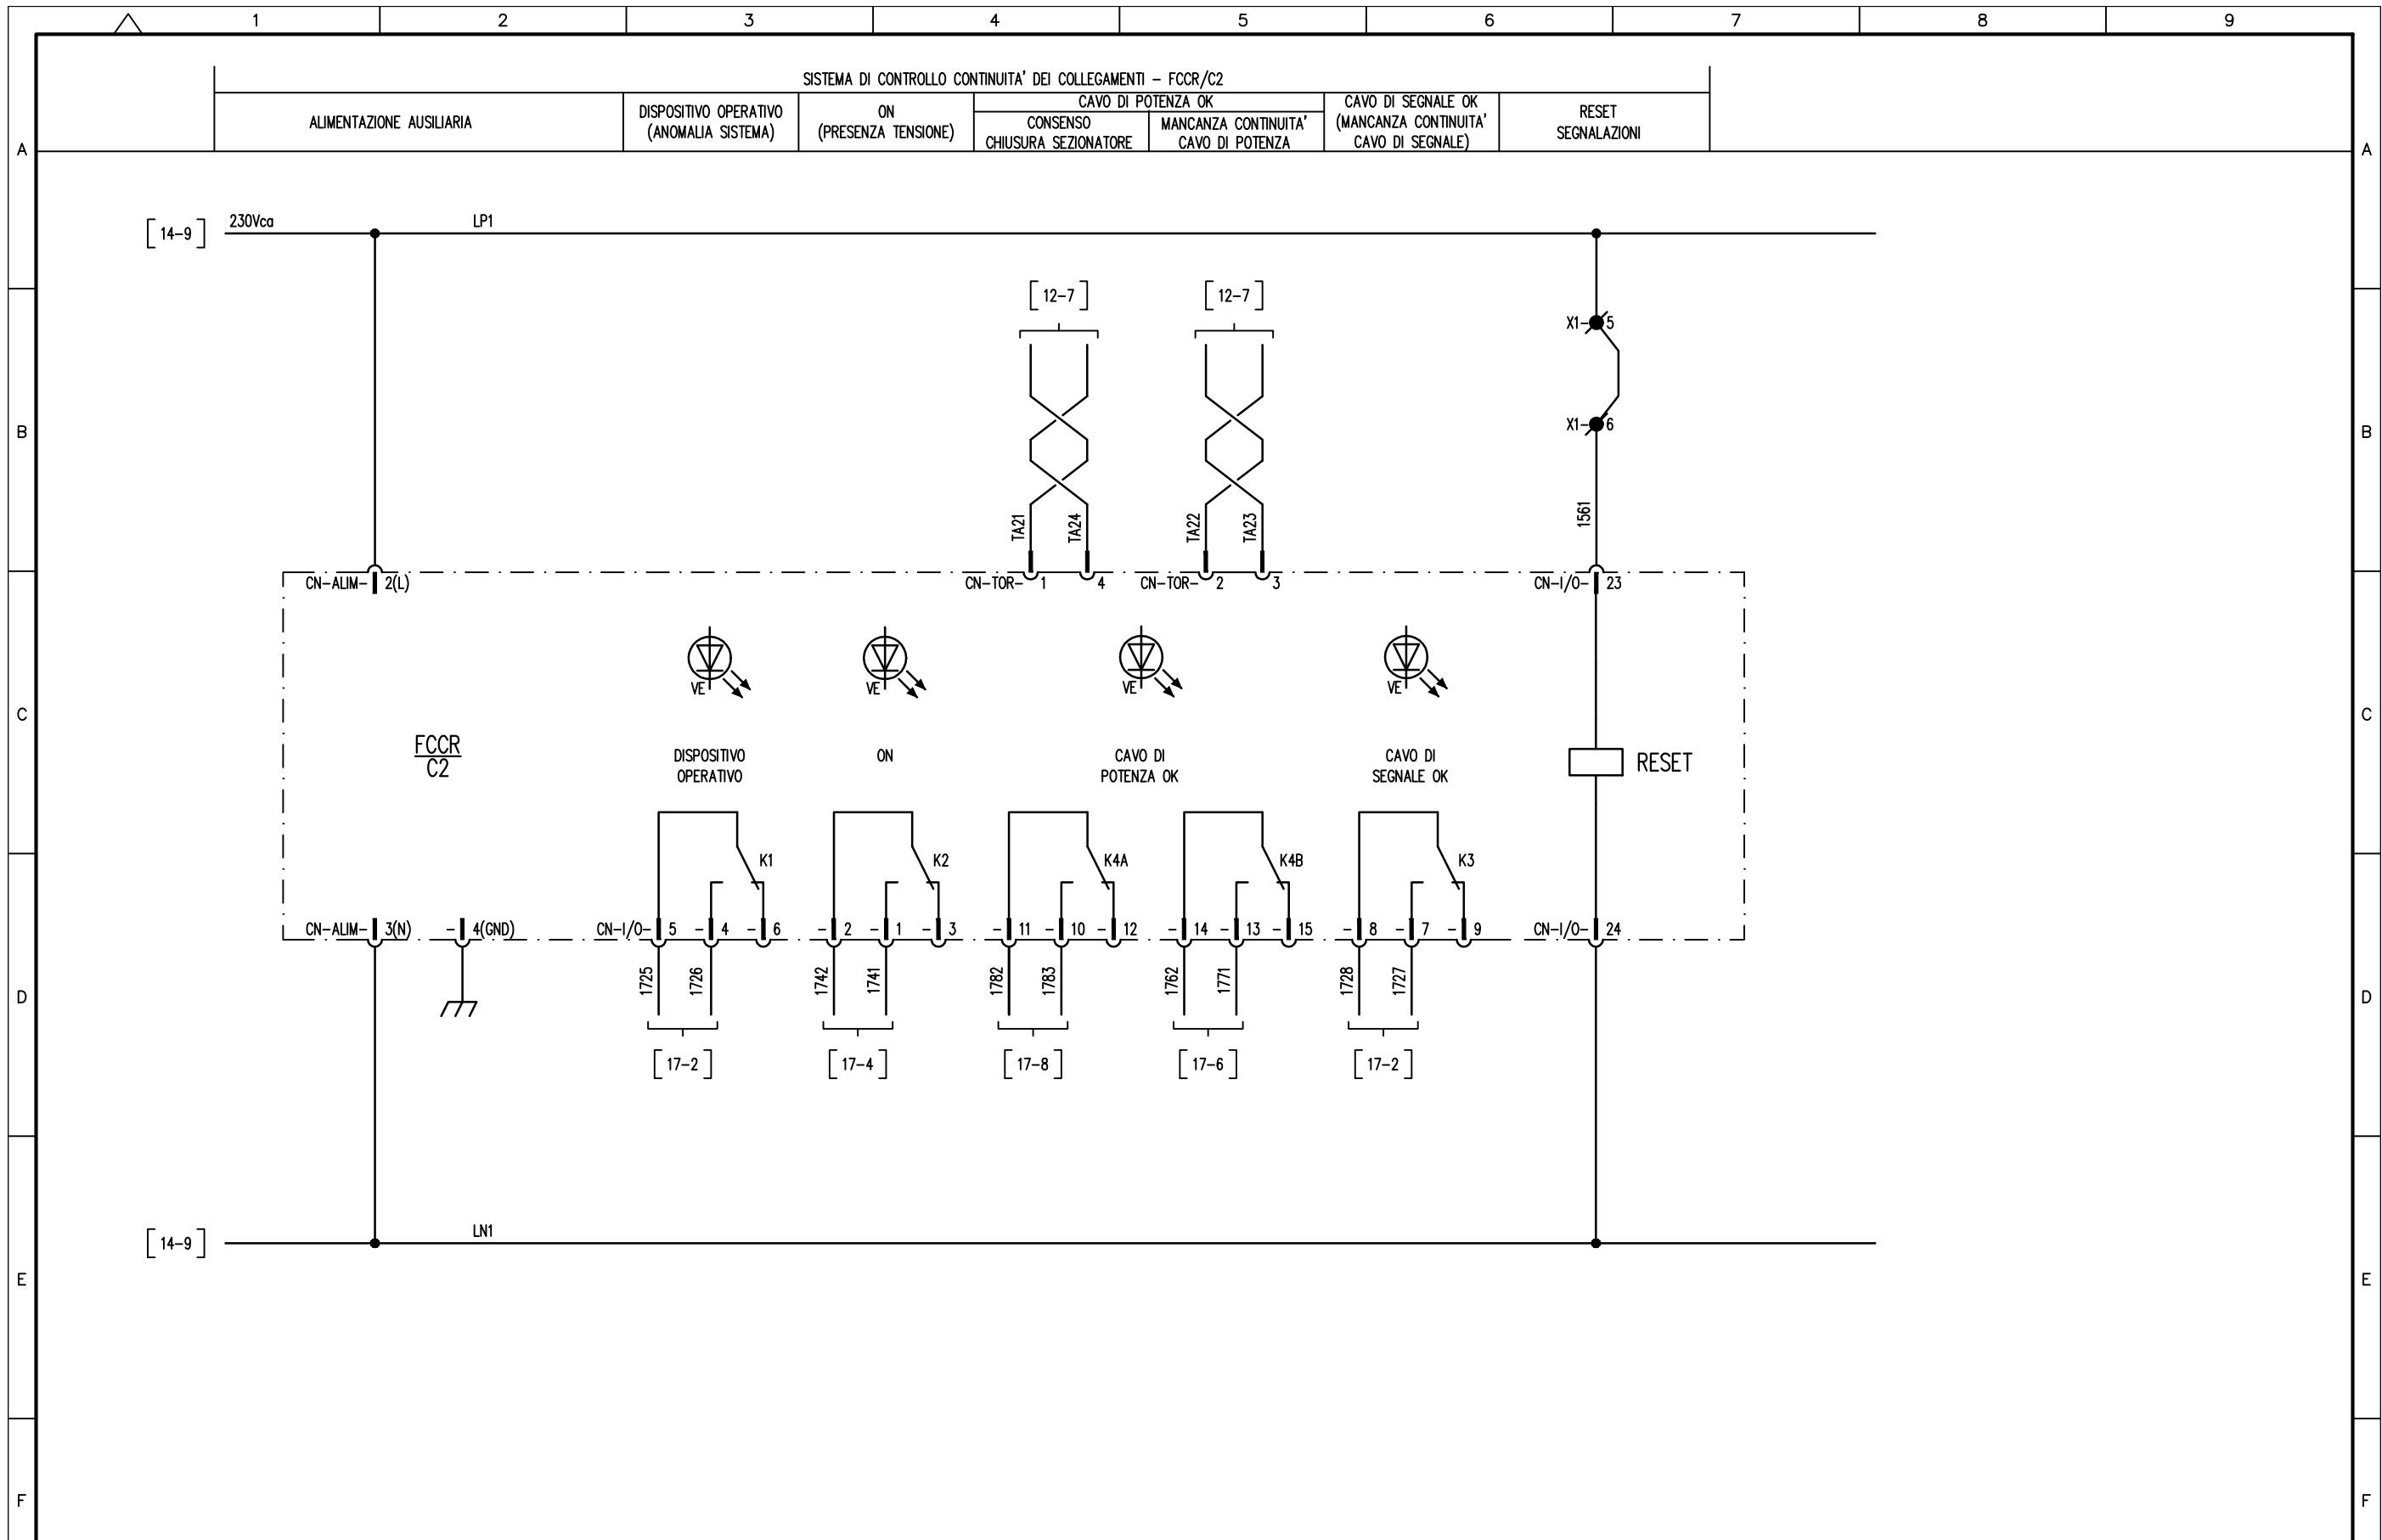 1 2 3 4 5 6 7 8 9
SISTEMA DI CONTROLLO CONTINUITA' DEI COLLEGAMENTI - FCCR/C2
ALIMENTAZIONE AUSILIARIA
DISPOSITIVO OPERATIVO
(ANOMALIA SISTEMA)
ON
(PRESENZA TENSIONE)
CAVO DI POTENZA OK
CONSENSO
CHIUSURA SEZIONATORE
MANCANZA CONTINUITA'
CAVO DI POTENZA
CAVO DI SEGNALE OK
(MANCANZA CONTINUITA'
CAVO DI SEGNALE)
RESET
SEGNALAZIONI
A A
14-9 230Vca LP1
12-7 12-7
X1- 5
X1- 6
B B
TA21 TA24 TA22 TA23 1561
CN-ALIM- 2(L) CN-TOR- 1 4 CN-TOR- 2 3 CN-I/O- 23
VE VE VE VE
C C
FCCR
C2
DISPOSITIVO
OPERATIVO
ON
CAVO DI
POTENZA OK
CAVO DI
SEGNALE OK
RESET
K1 K2 K4A K4B K3
CN-ALIM- 3(N) - 4(GND) CN-I/O- 5 - 4 - 6 - 2 - 1 - 3 - 11 - 10 - 12 - 14 - 13 - 15 - 8 - 7 - 9 CN-I/O- 24
1725 1726 1742 1741 1782 1783 1762 1771 1728 1727
D D
17-2 17-4 17-8 17-6 17-2
14-9 LN1
E E
F F